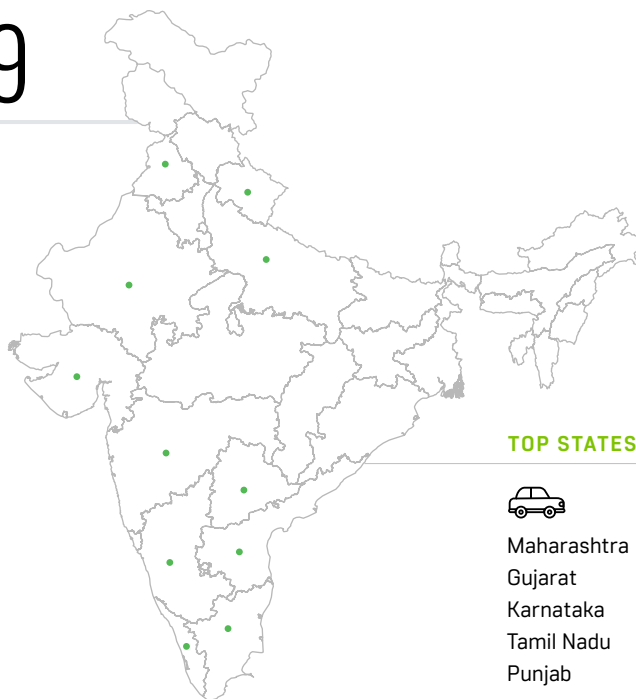 9
TOP STATES
Maharashtra
Gujarat
Karnataka
Tamil Nadu
Punjab